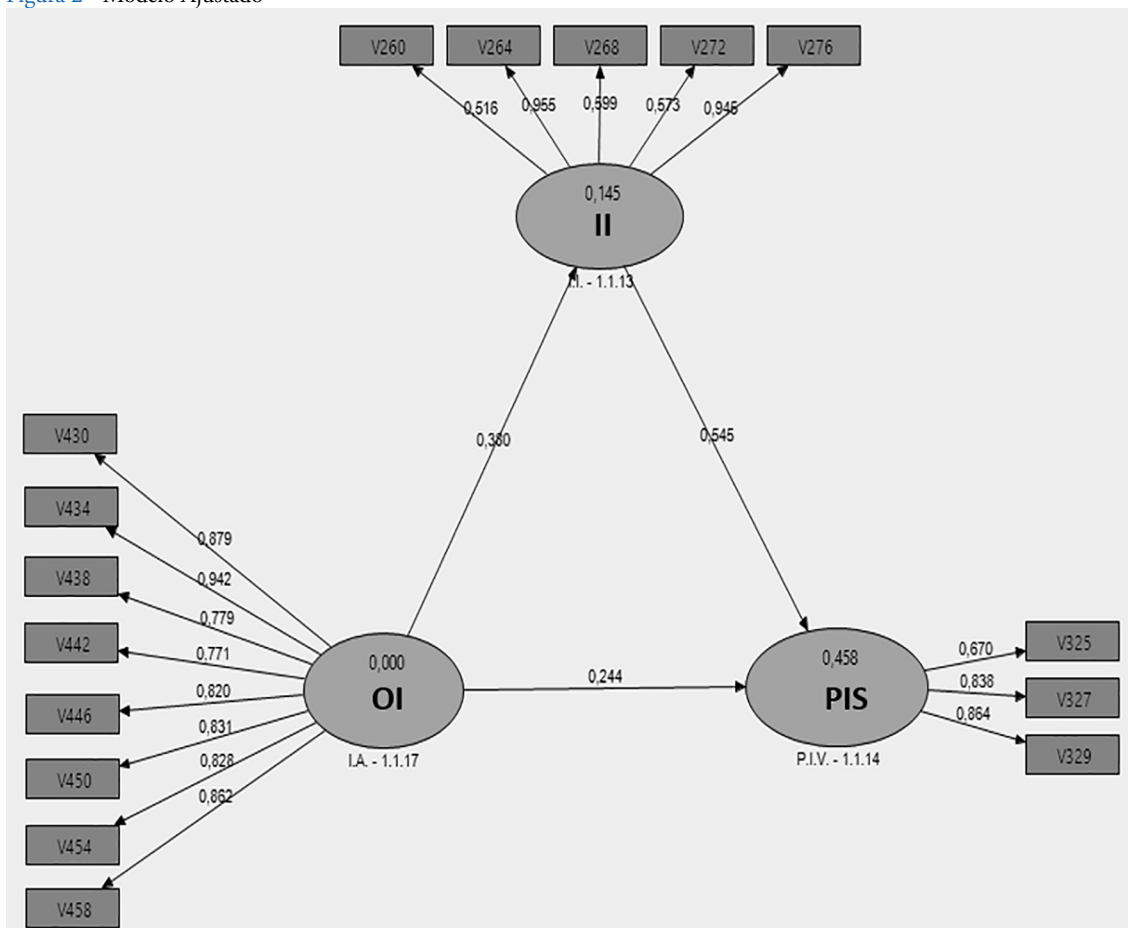 Figura 2 - Modelo Ajustado
V260 V264 V268 V272 V276
0,516 0,955 0,599 0,573 0,945
0,145
II
I.I. - 1.1.13
0,380
0,545
V430
V434
V438
V442
V446
V450
V454
V458
0,879
0,942
0,779
0,771
0,820
0,831
0,828
0,862
0,000
OI
I.A. - 1.1.17
0,244
0,458
PIS
P.I.V. - 1.1.14
0,670
0,838
0,864
V325
V327
V329